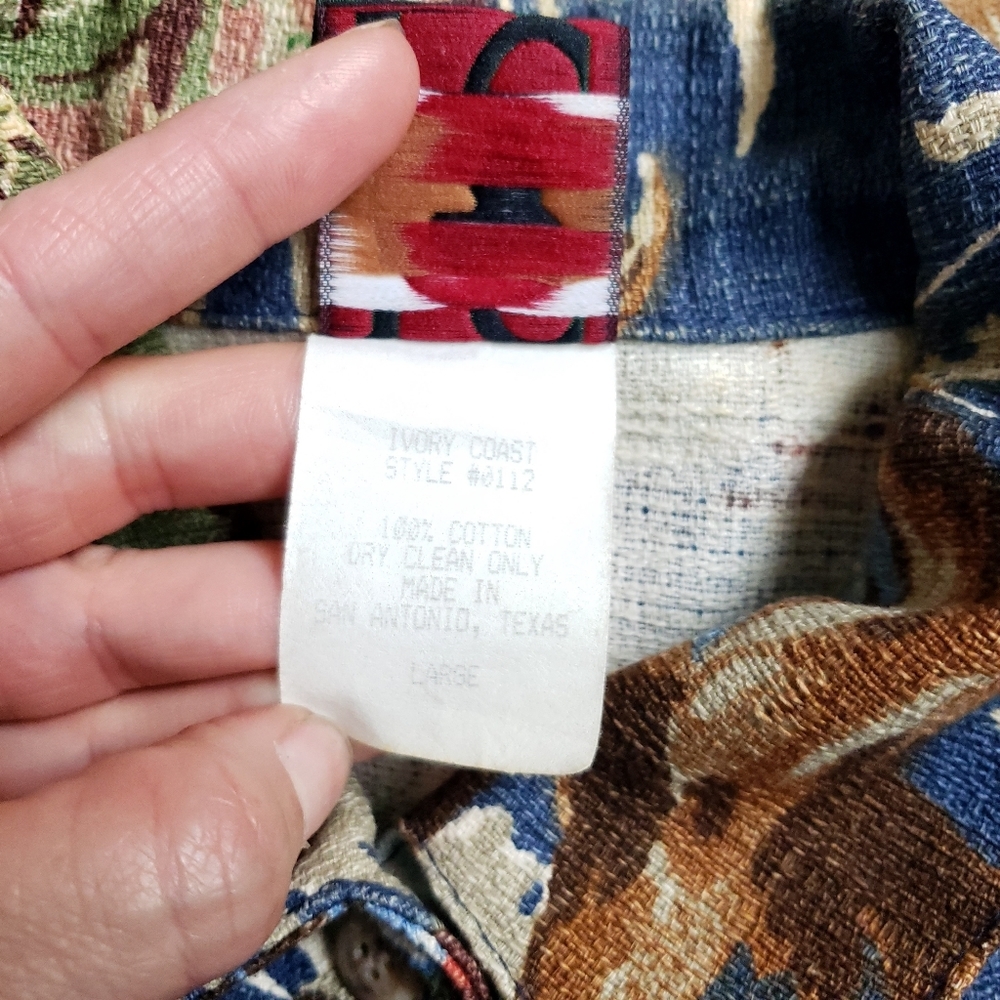 IVORY COAST
STYLE #0112
100% COTTON
DRY CLEAN ONLY
MADE IN
SAN ANTONIO, TEXAS
LARGE